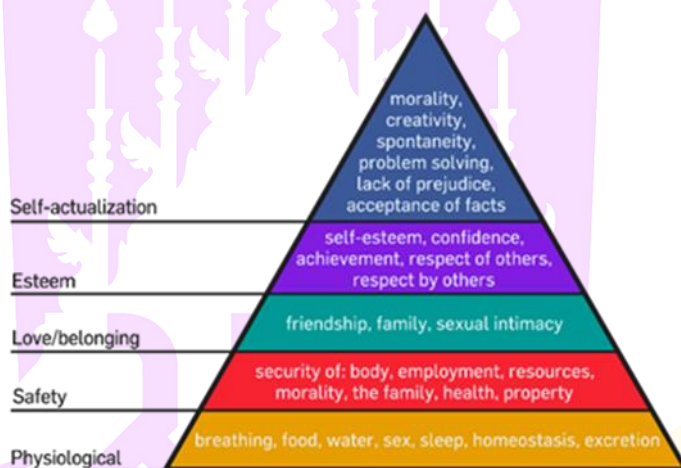 morality,
creativity,
spontaneity,
problem solving,
lack of prejudice,
acceptance of facts
Self-actualization
self-esteem, confidence,
achievement, respect of others,
respect by others
Esteem
friendship, family, sexual intimacy
Love/belonging
security of: body, employment, resources,
morality, the family, health, property
Safety
breathing, food, water, sex, sleep, homeostasis, excretion
Physiological